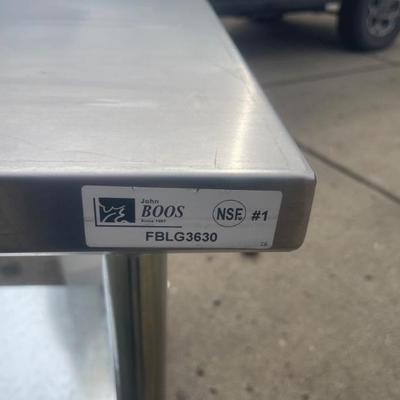 John
BOOS
Since 1887
NSF. #1
FBLG3630